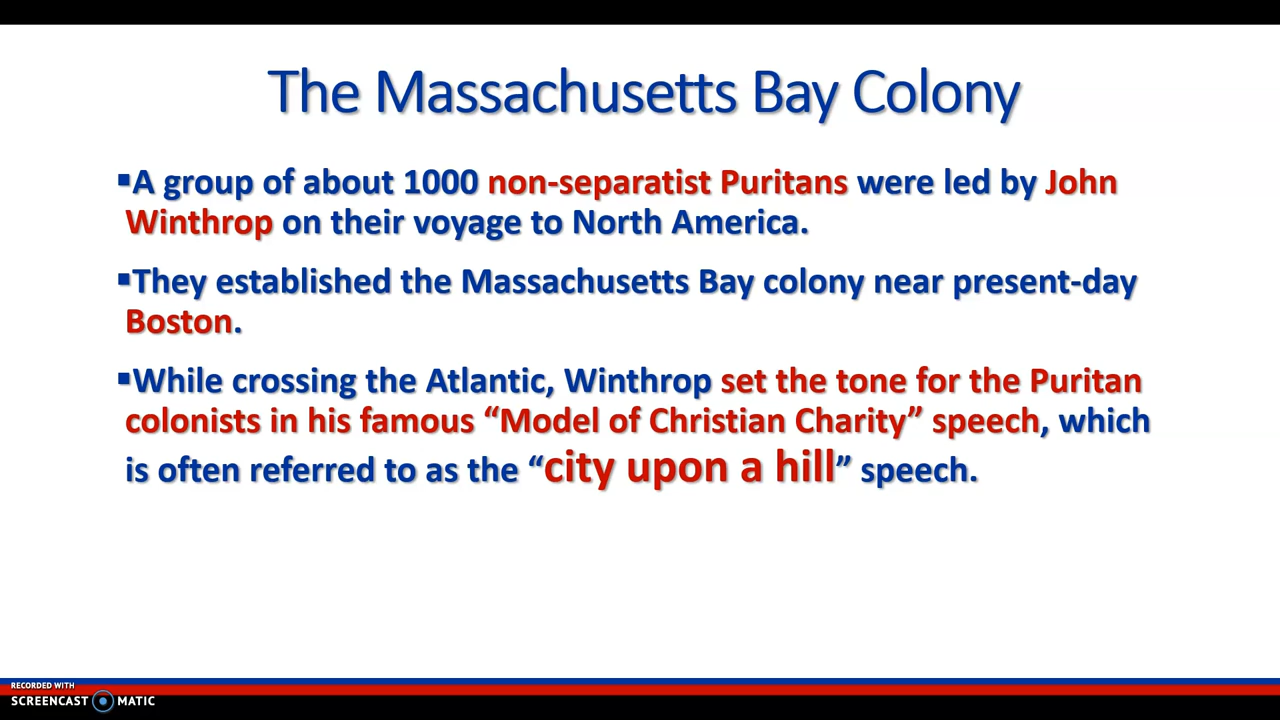 The Massachusetts Bay Colony
▪A group of about 1000 non-separatist Puritans were led by John
Winthrop on their voyage to North America.
▪They established the Massachusetts Bay colony near present-day
Boston.
▪While crossing the Atlantic, Winthrop set the tone for the Puritan
colonists in his famous “Model of Christian Charity” speech, which
is often referred to as the “city upon a hill” speech.
RECORDED WITH
SCREENCAST MATIC